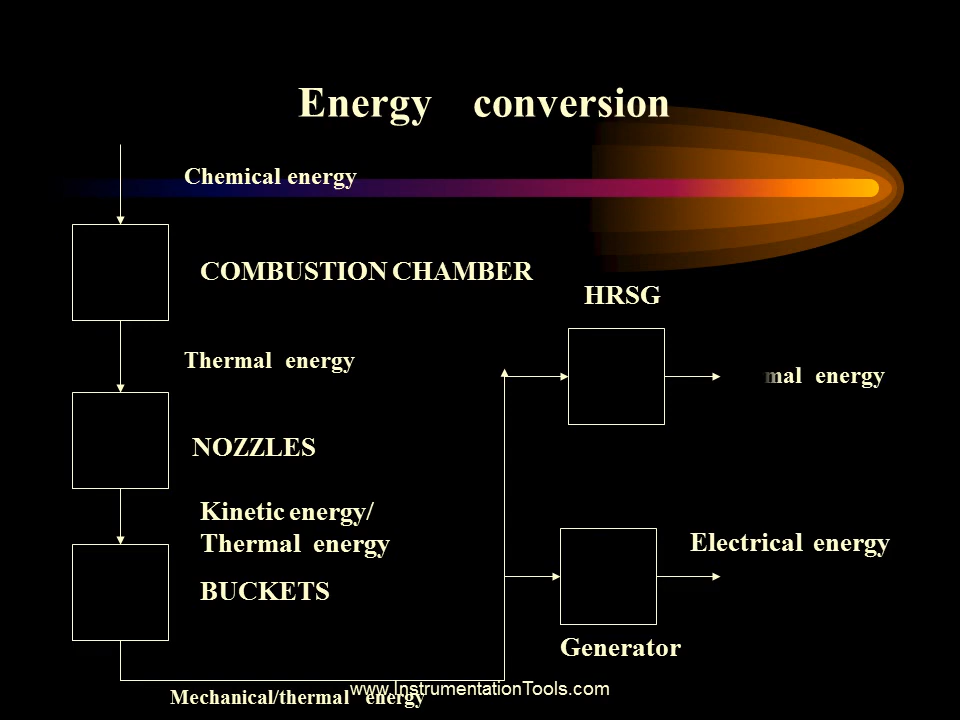 Energy conversion
Chemical energy
COMBUSTION CHAMBER
HRSG
Thermal energy
mal energy
NOZZLES
Kinetic energy/
Thermal energy
Electrical energy
BUCKETS
Generator
Mechanical/thermal energy
www.InstrumentationTools.com